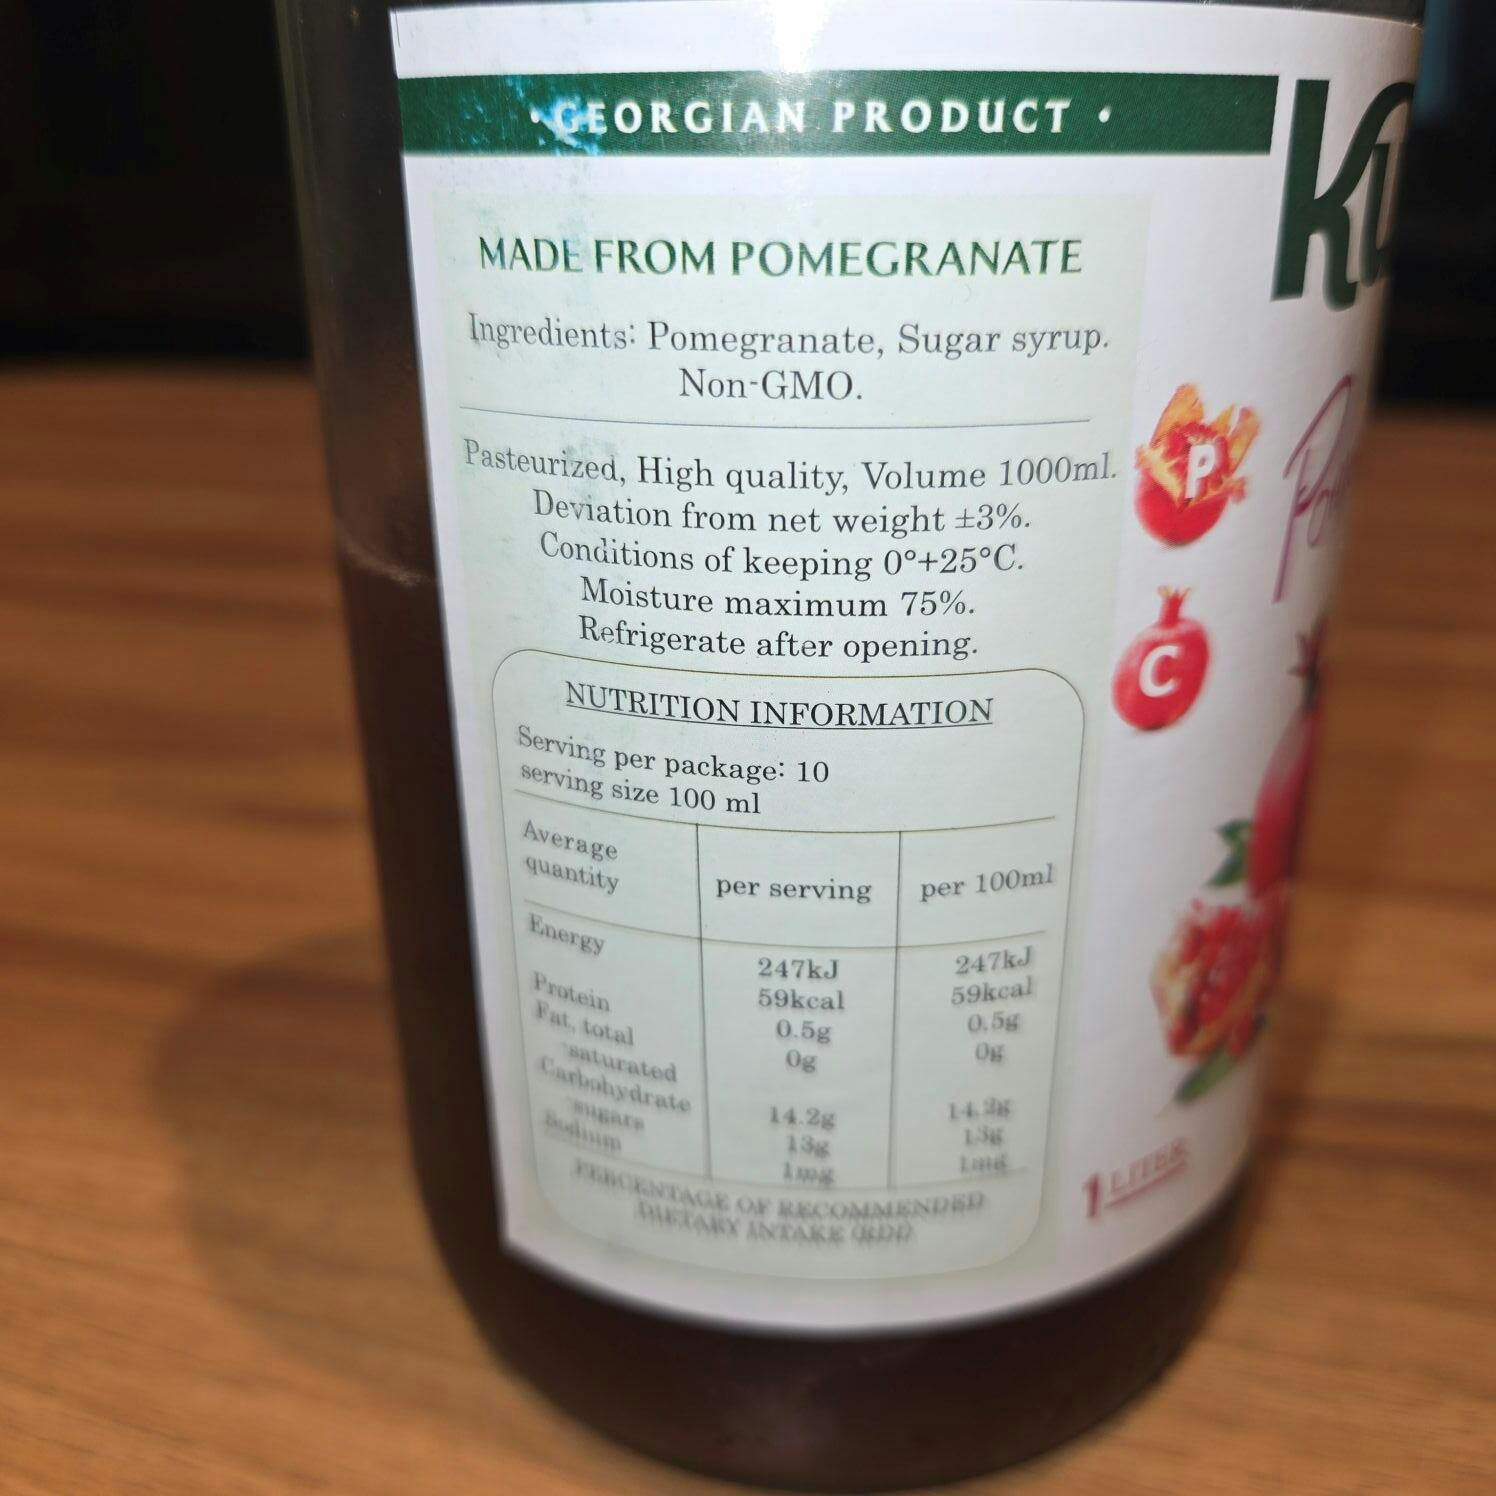 · GEORGIAN PRODUCT ·
MADE FROM POMEGRANATE
Ingredients: Pomegranate, Sugar syrup.
Non-GMO.
Pasteurized, High quality, Volume 1000ml.
Deviation from net weight ±3%.
Conditions of keeping 0°+25°C.
Moisture maximum 75%.
Refrigerate after opening.
NUTRITION INFORMATION
Serving per package: 10
serving size 100 ml
Average quantity per serving per 100ml
Energy 247kJ 247kJ
59kcal 59kcal
Protein 0.5g 0.5g
Fat, total 0g 0g
saturated
Carbohydrate 14.2g 14.2g
sugars 13g 13g
Sodium 1mg 1mg
PERCENTAGE OF RECOMMENDED
DIETARY INTAKE (RDI)
P
C
1 LITER